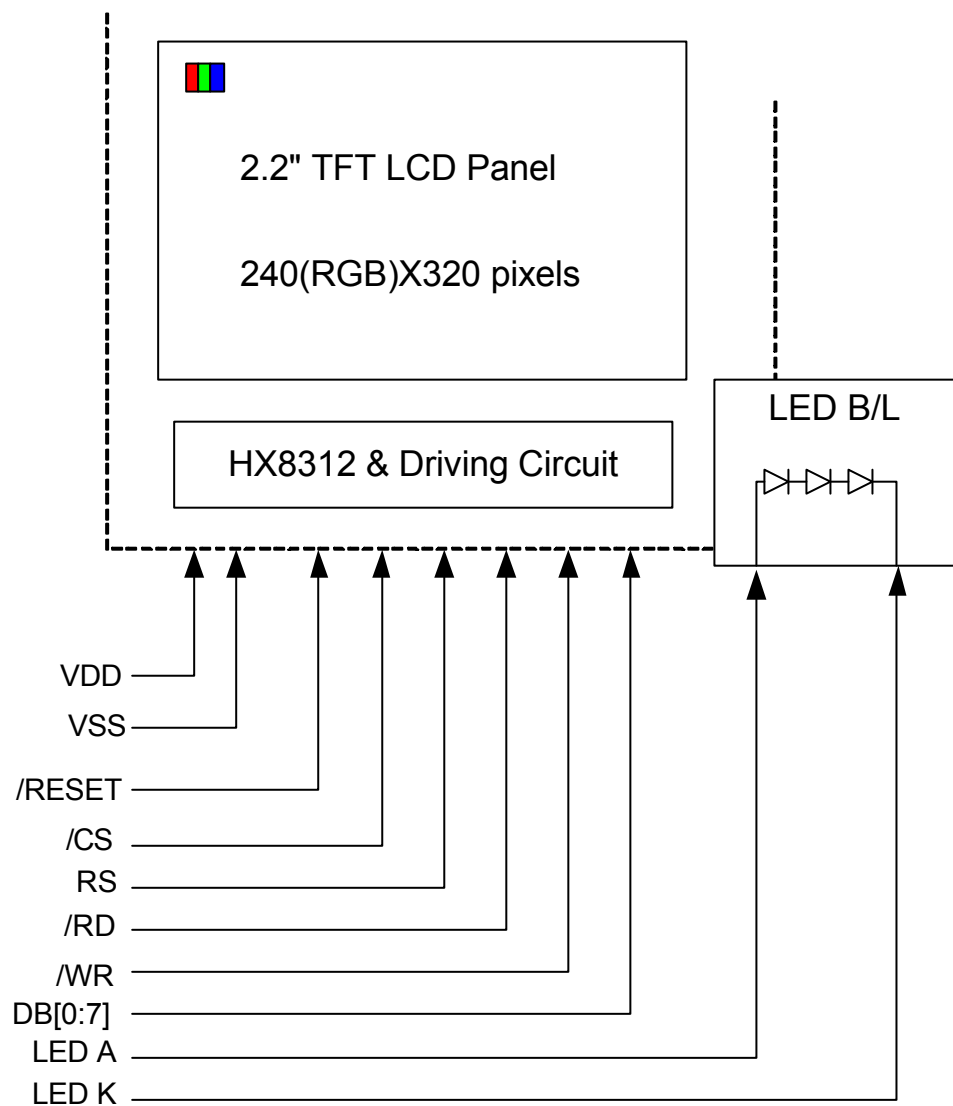 2.2" TFT LCD Panel
240(RGB)X320 pixels
LED B/L
HX8312 & Driving Circuit
VDD
VSS
/RESET
/CS
RS
/RD
/WR
DB[0:7]
LED A
LED K